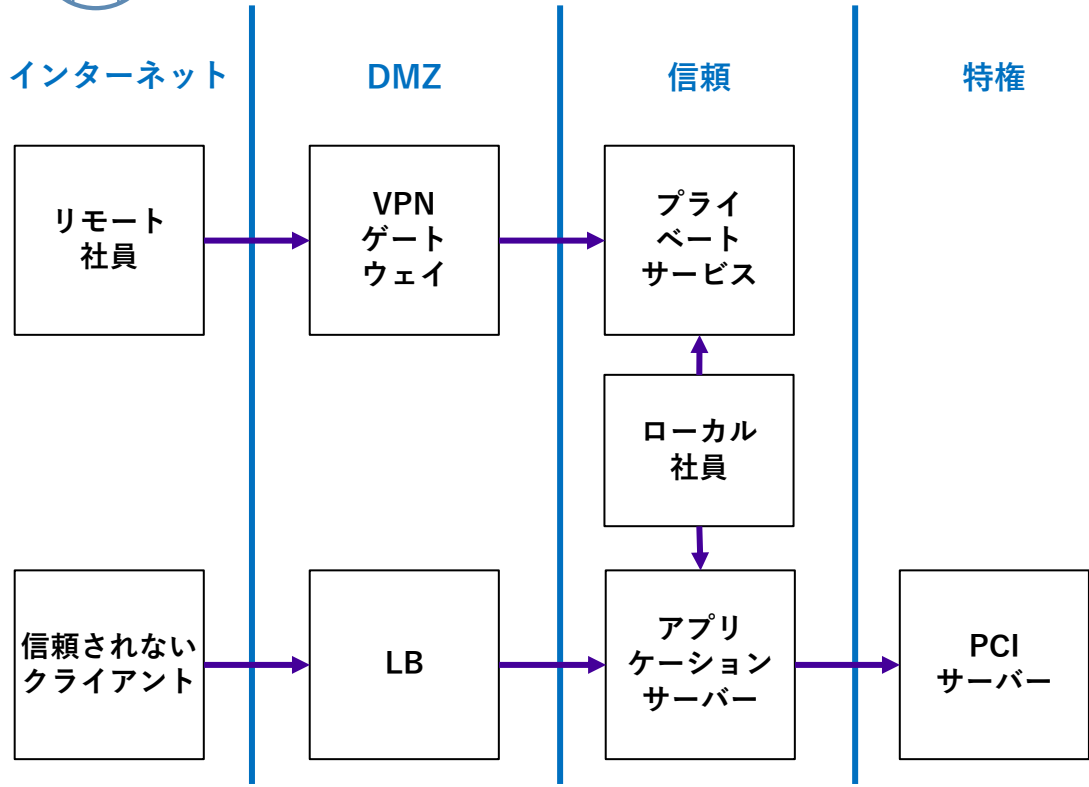 インターネット
DMZ
信頼
特権
リモート
社員
VPN
ゲート
ウェイ
プライ
ベート
サービス
ローカル
社員
信頼されない
クライアント
LB
アプリ
ケーション
サーバー
PCI
サーバー